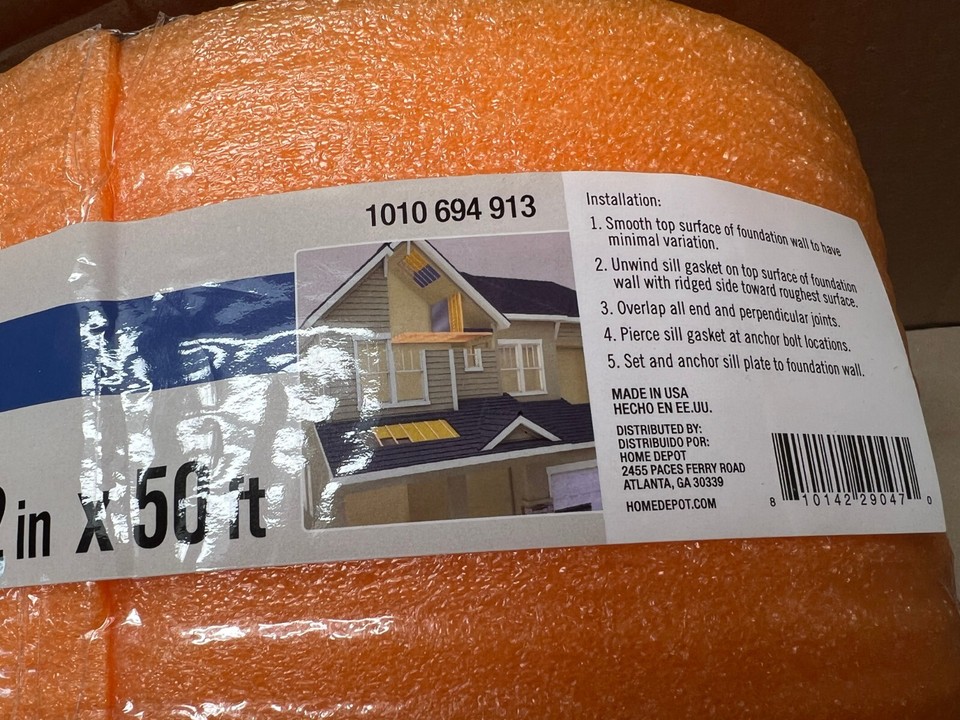 1010 694 913
in x 50 ft
Installation:
1. Smooth top surface of foundation wall to have
minimal variation.
2. Unwind sill gasket on top surface of foundation
wall with ridged side toward roughest surface.
3. Overlap all end and perpendicular joints.
4. Pierce sill gasket at anchor bolt locations.
5. Set and anchor sill plate to foundation wall.
MADE IN USA
HECHO EN EE.UU.
DISTRIBUTED BY:
DISTRIBUIDO POR:
HOME DEPOT
2455 PACES FERRY ROAD
ATLANTA, GA 30339
HOMEDEPOT.COM
8 10142 29047 0